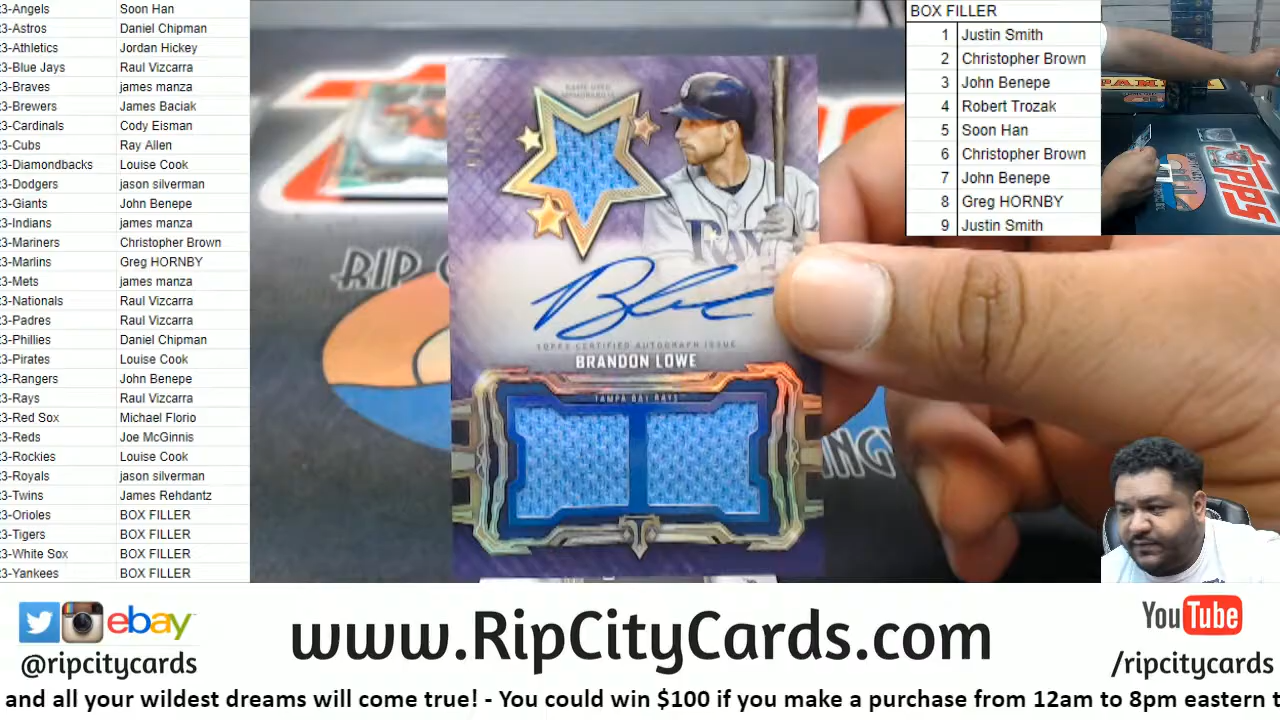 :3-Angels Soon Han
:3-Astros Daniel Chipman
:3-Athletics Jordan Hickey
:3-Blue Jays Raul Vizcarra
:3-Braves james manza
:3-Brewers James Baciak
:3-Cardinals Cody Eisman
:3-Cubs Ray Allen
:3-Diamondbacks Louise Cook
:3-Dodgers jason silverman
:3-Giants John Benepe
:3-Indians james manza
:3-Mariners Christopher Brown
:3-Marlins Greg HORNBY
:3-Mets james manza
:3-Nationals Raul Vizcarra
:3-Padres Raul Vizcarra
:3-Phillies Daniel Chipman
:3-Pirates Louise Cook
:3-Rangers John Benepe
:3-Rays Raul Vizcarra
:3-Red Sox Michael Florio
:3-Reds Joe McGinnis
:3-Rockies Louise Cook
:3-Royals jason silverman
:3-Twins James Rehdantz
:3-Orioles BOX FILLER
:3-Tigers BOX FILLER
:3-White Sox BOX FILLER
:3-Yankees BOX FILLER
GAME USED
MEMORABILIA
RAY
TOPPS CERTIFIED AUTOGRAPH ISSUE
BRANDON LOWE
TAMPA BAY RAYS
RIP
BOX FILLER
1 Justin Smith
2 Christopher Brown
3 John Benepe
4 Robert Trozak
5 Soon Han
6 Christopher Brown
7 John Benepe
8 Greg HORNBY
9 Justin Smith
topps
ebay
@ripcitycards
www.RipCityCards.com
YouTube
/ripcitycards
and all your wildest dreams will come true! - You could win $100 if you make a purchase from 12am to 8pm eastern t